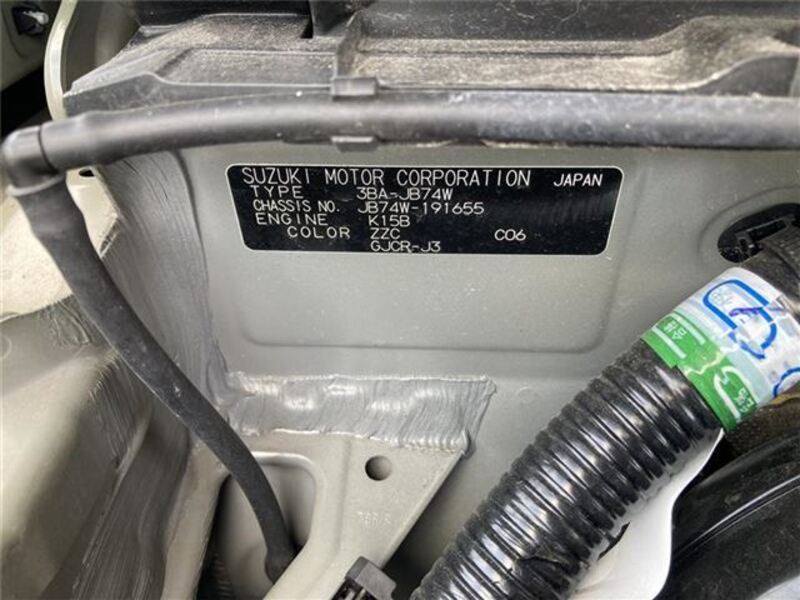 SUZUKI MOTOR CORPORATION JAPAN
TYPE 3BA-JB74W
CHASSIS NO. JB74W-191655
ENGINE K15B
COLOR ZZC C06
GJCR-J3